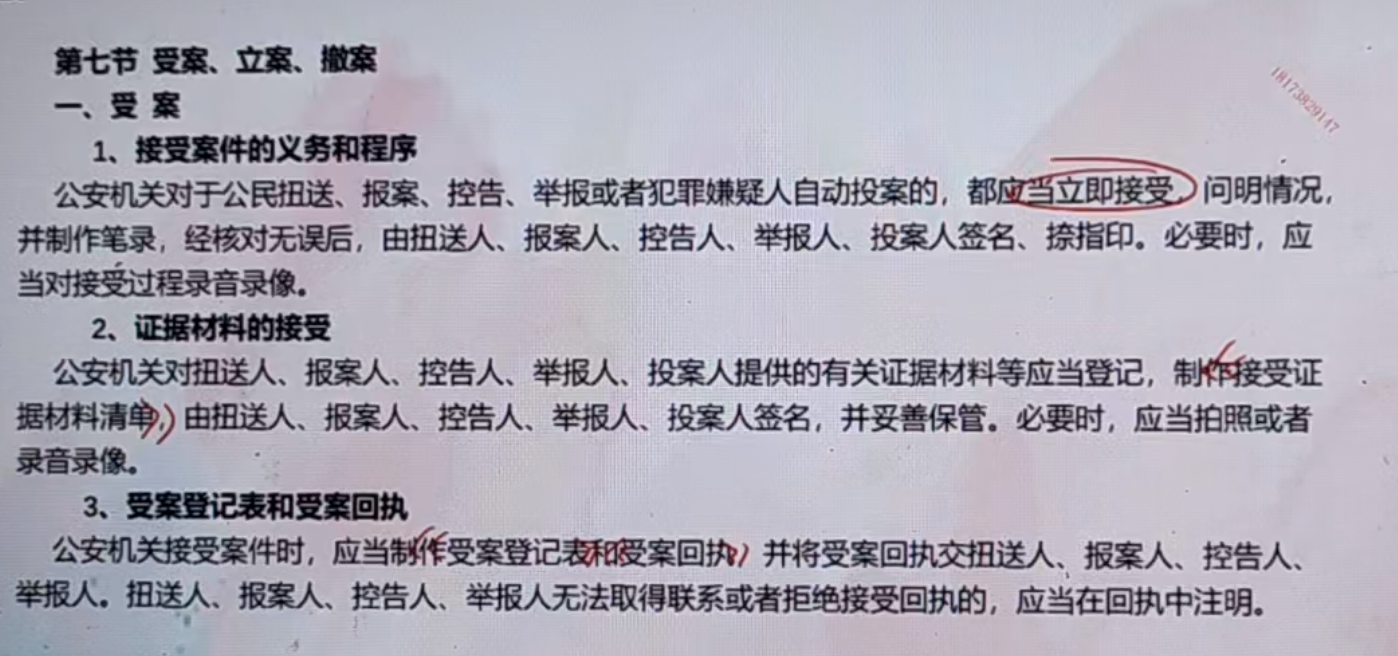 第七节 受案、立案、撤案
18173829147
一、受 案
1、接受案件的义务和程序
公安机关对于公民扭送、报案、控告、举报或者犯罪嫌疑人自动投案的，都应当立即接受，问明情况，
并制作笔录，经核对无误后，由扭送人、报案人、控告人、举报人、投案人签名、捺指印。必要时，应
当对接受过程录音录像。
2、证据材料的接受
公安机关对扭送人、报案人、控告人、举报人、投案人提供的有关证据材料等应当登记，制作接受证
据材料清单，由扭送人、报案人、控告人、举报人、投案人签名，并妥善保管。必要时，应当拍照或者
录音录像。
3、受案登记表和受案回执
公安机关接受案件时，应当制作受案登记表和受案回执，并将受案回执交扭送人、报案人、控告人、
举报人。扭送人、报案人、控告人、举报人无法取得联系或者拒绝接受回执的，应当在回执中注明。